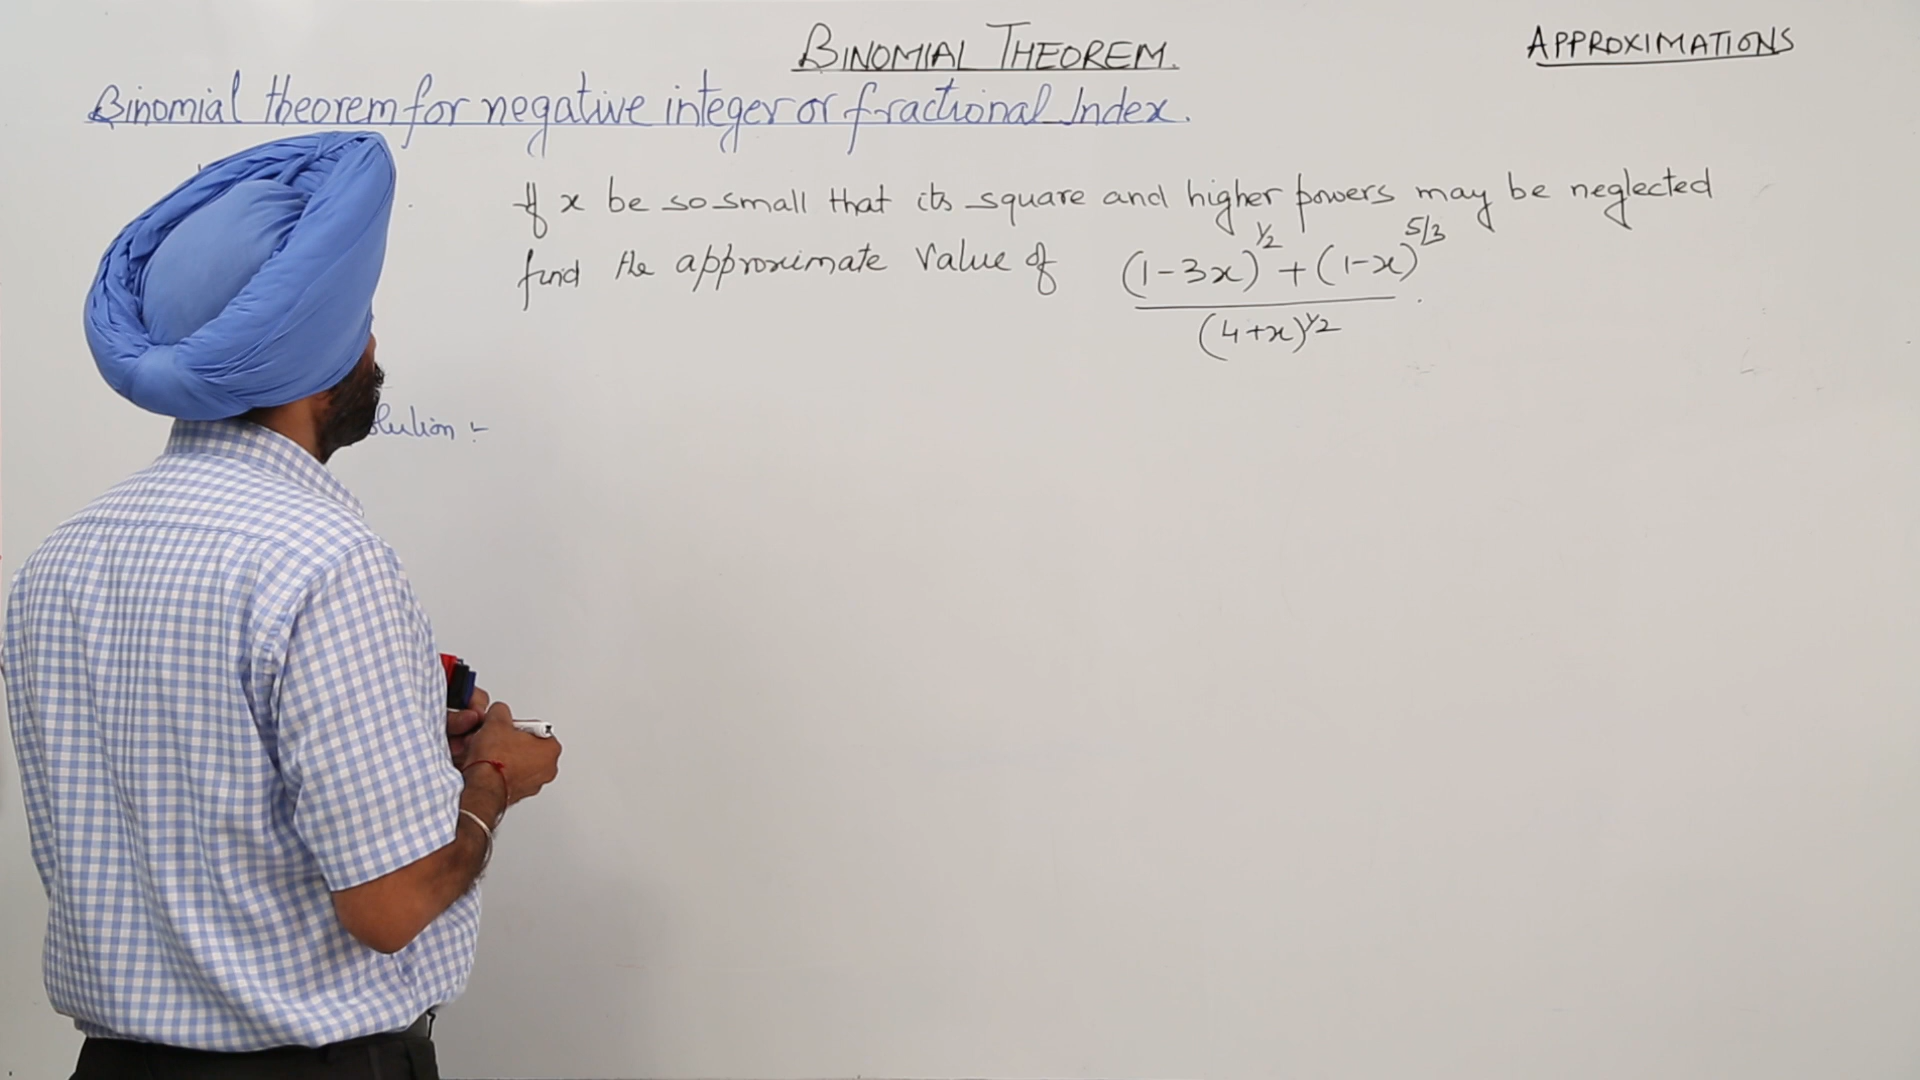 BINOMIAL THEOREM.
APPROXIMATIONS
Binomial theorem for negative integer or fractional Index.
If x be so small that its square and higher powers may be neglected
find the approximate value of (1-3x)^1/2 + (1-x)^5/3
(4+x)^1/2
olution :-